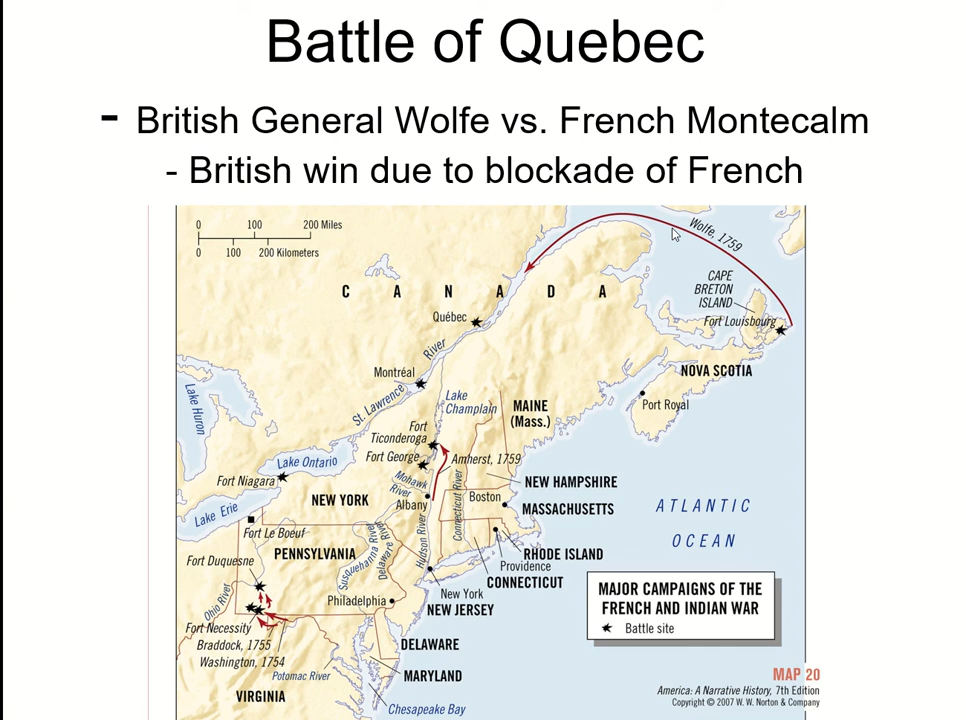 Battle of Quebec
- British General Wolfe vs. French Montecalm
- British win due to blockade of French
0 100 200 Miles
0 100 200 Kilometers
Wolfe, 1759
CAPE
BRETON
ISLAND
CANADA
Fort Louisbourg
Québec
River
NOVA SCOTIA
Montréal
St. Lawrence
Lake Huron
Lake
Champlain
MAINE
(Mass.)
Port Royal
Fort
Ticonderoga
Fort George
Amherst, 1759
Lake Ontario
Fort Niagara
Mohawk
River
NEW HAMPSHIRE
NEW YORK
Albany
Connecticut River
Boston
MASSACHUSETTS
ATLANTIC
OCEAN
Lake Erie
Fort Le Boeuf
Hudson River
PENNSYLVANIA
Susquehanna River
Delaware River
RHODE ISLAND
Providence
Fort Duquesne
CONNECTICUT
MAJOR CAMPAIGNS OF THE
FRENCH AND INDIAN WAR
Battle site
Ohio River
Philadelphia
New York
NEW JERSEY
Fort Necessity
Braddock, 1755
Washington, 1754
DELAWARE
Potomac River
MARYLAND
VIRGINIA
Chesapeake Bay
MAP 20
America: A Narrative History, 7th Edition
Copyright © 2007 W. W. Norton & Company